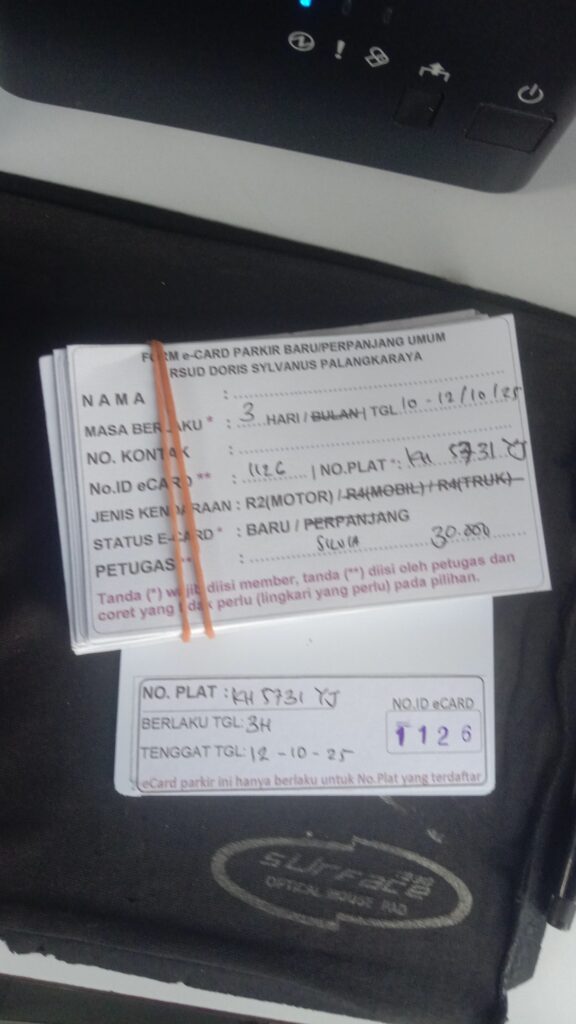 FORM e-CARD PARKIR BARU/PERPANJANG UMUM
RSUD DORIS SYLVANUS PALANGKARAYA
NAMA :
MASA BERLAKU * : 3 HARI / BULAN | TGL 10 - 12/10/25
NO. KONTAK :
No.ID eCARD ** : 1126 | NO.PLAT * : KH 5731 YJ
JENIS KENDARAAN : R2(MOTOR) / R4(MOBIL) / R4(TRUK)
STATUS E-CARD * : BARU / PERPANJANG
PETUGAS ** : SILVIA 30.000
Tanda (*) wajib diisi member, tanda (**) diisi oleh petugas dan
coret yang tidak perlu (lingkari yang perlu) pada pilihan.
NO. PLAT : KH 5731 YJ
BERLAKU TGL: 3H
TENGGAT TGL: 12 - 10 - 25
NO.ID eCARD
1126
eCard parkir ini hanya berlaku untuk No.Plat yang terdaftar
surface
OPTICAL MOUSE PAD